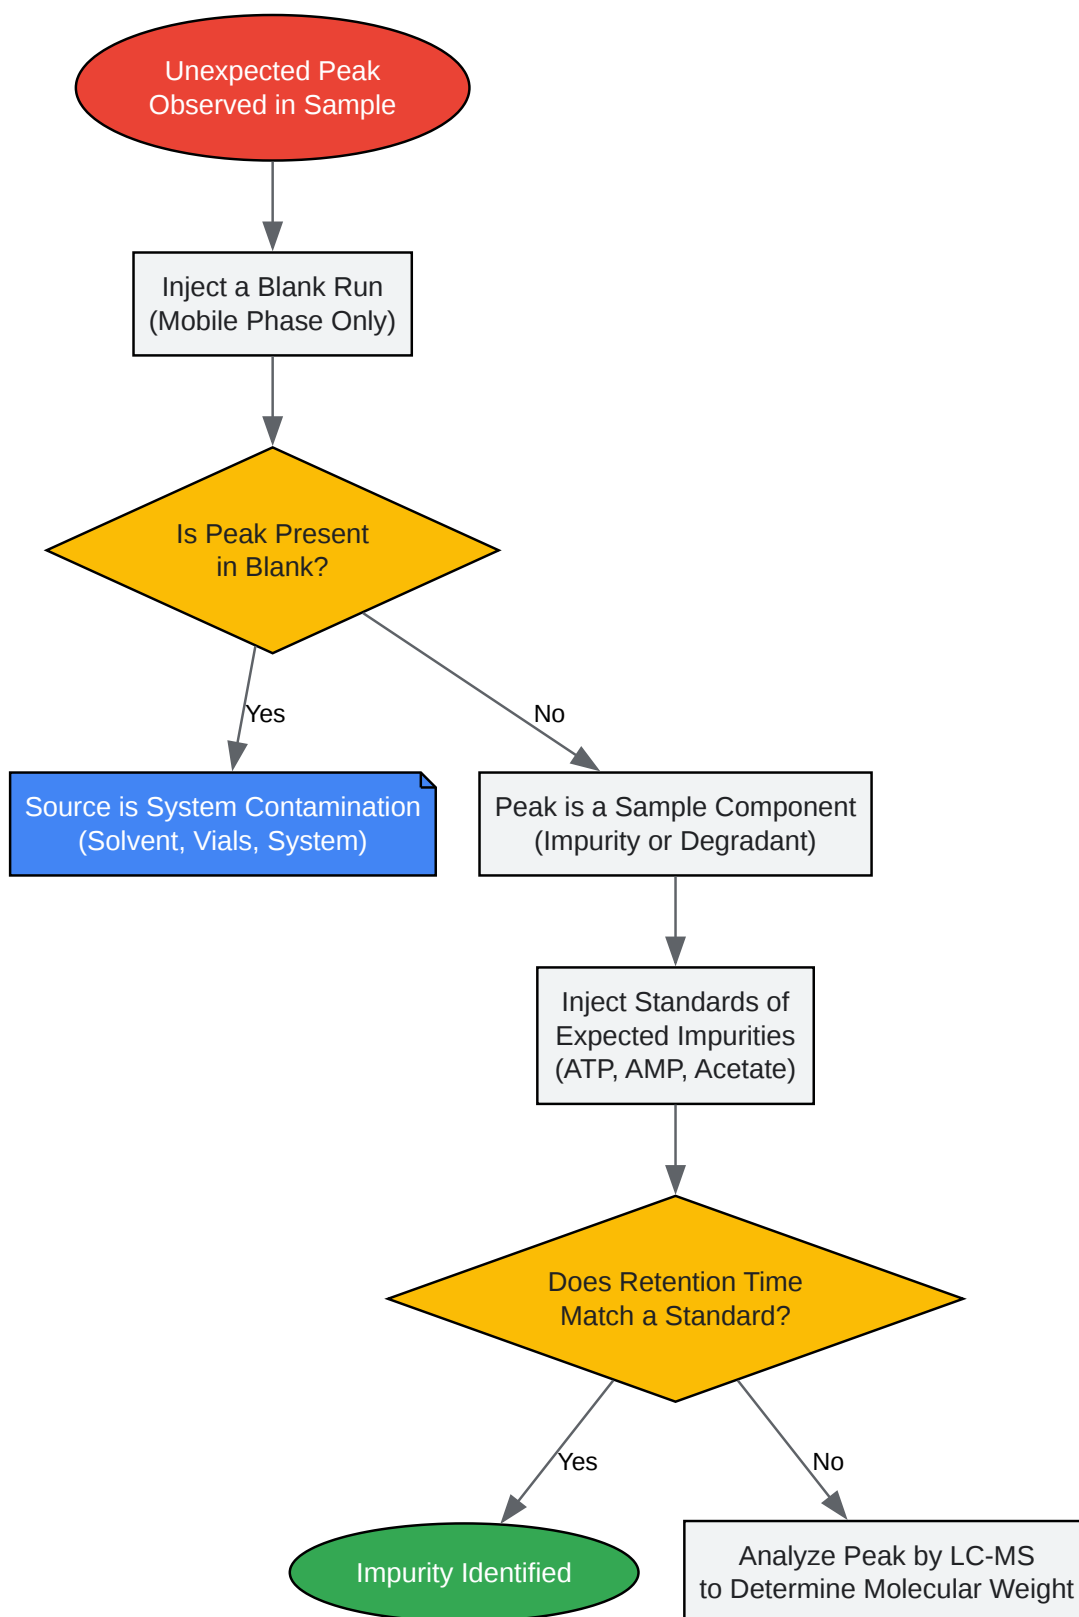 Unexpected Peak
Observed in Sample
Inject a Blank Run
(Mobile Phase Only)
Is Peak Present
in Blank?
Yes
No
Source is System Contamination
(Solvent, Vials, System)
Peak is a Sample Component
(Impurity or Degradant)
Inject Standards of
Expected Impurities
(ATP, AMP, Acetate)
Does Retention Time
Match a Standard?
Yes
No
Impurity Identified
Analyze Peak by LC-MS
to Determine Molecular Weight